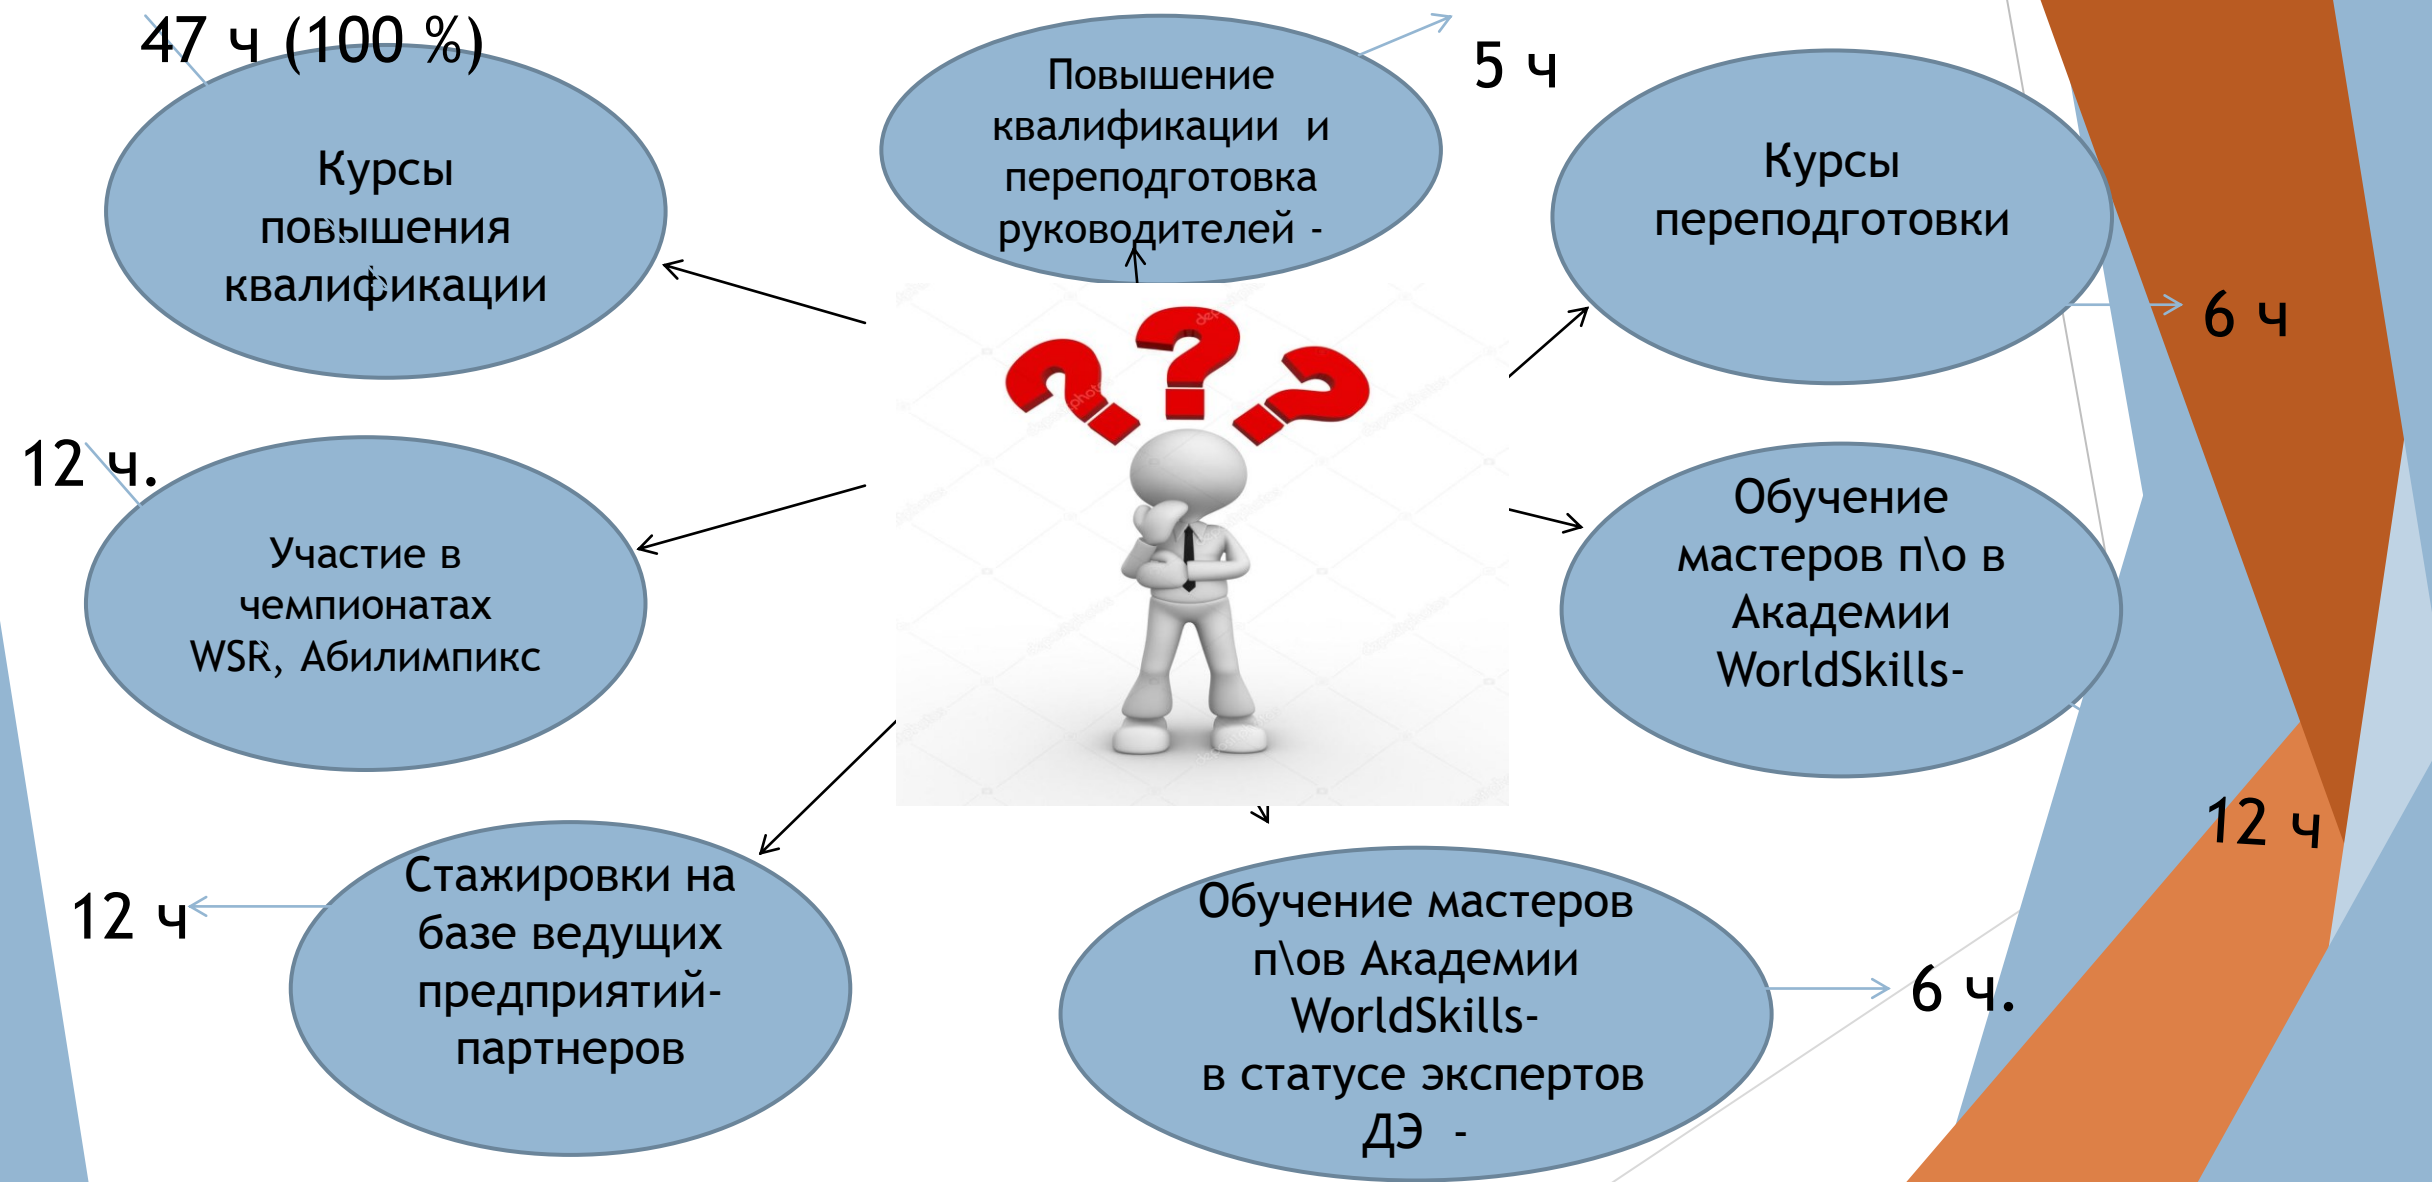 47 ч (100 %)
Курсы
повышения
квалификации
Повышение
квалификации и
переподготовка
руководителей -
5 ч
Курсы
переподготовки
6 ч
12 ч.
Участие в
чемпионатах
WSR, Абилимпикс
Обучение
мастеров п\о в
Академии
WorldSkills-
12 ч
Стажировки на
базе ведущих
предприятий-
партнеров
12 ч
Обучение мастеров
п\ов Академии
WorldSkills-
в статусе экспертов
ДЭ -
6 ч.